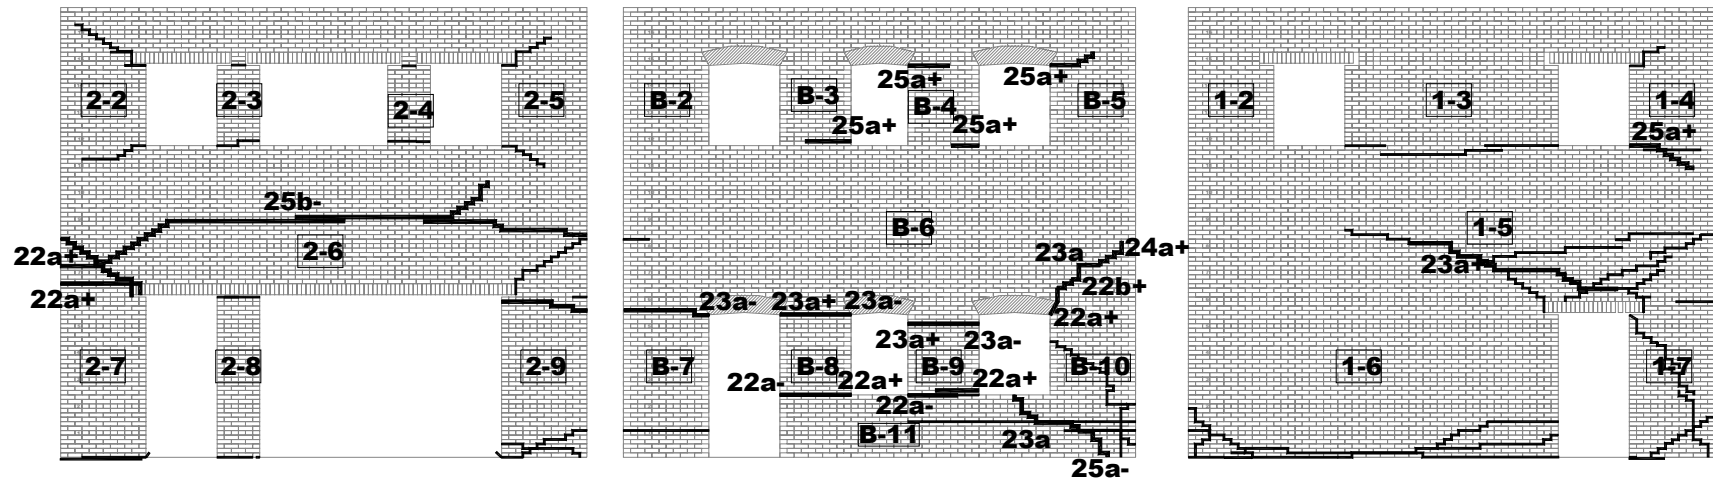 2-2
2-3
2-4
2-5
25b-
2-6
22a+
22a+
2-7
2-8
2-9
25a+
25a+
B-2
B-3
B-4
B-5
25a+
25a+
B-6
23a
24a+
22b+
23a-
23a+
23a-
22a+
23a+
23a-
B-7
B-8
B-9
B-10
22a-
22a+
22a+
22a-
B-11
23a
25a-
1-2
1-3
1-4
25a+
1-5
23a+
1-6
1-7